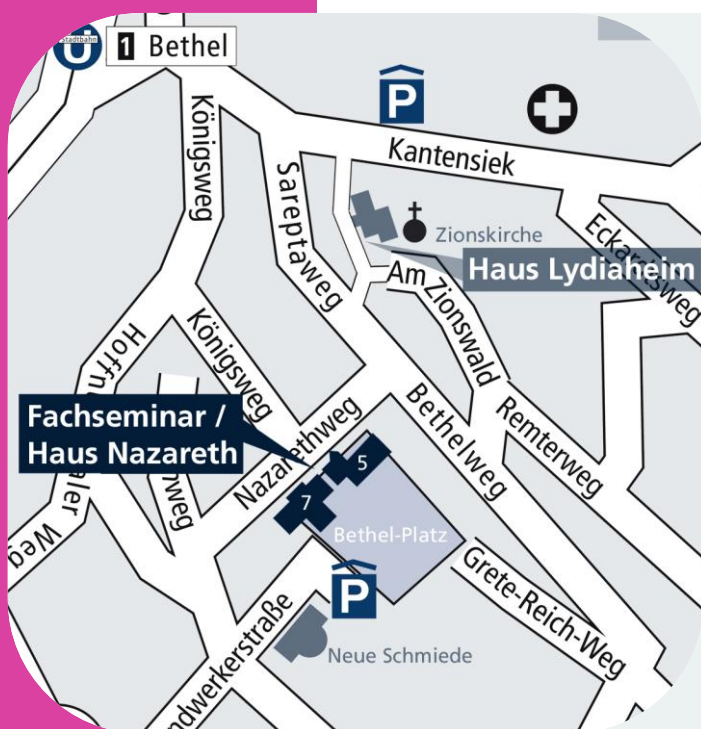 Stadtbahn
1 Bethel
P
Königsweg
Kantensiek
Sareptaweg
Zionskirche
Eckardtsweg
Haus Lydiaheim
Am Zionswald
Königsweg
Fachseminar /
Haus Nazareth
Nazarethweg
Bethelweg
Remterweg
5
7
Bethel-Platz
P
Grete-Reich-Weg
Neue Schmiede